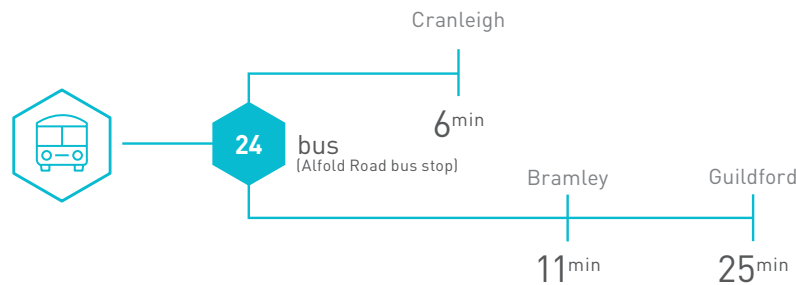 Cranleigh
6min
24
bus
(Alfold Road bus stop)
Bramley
Guildford
11min
25min